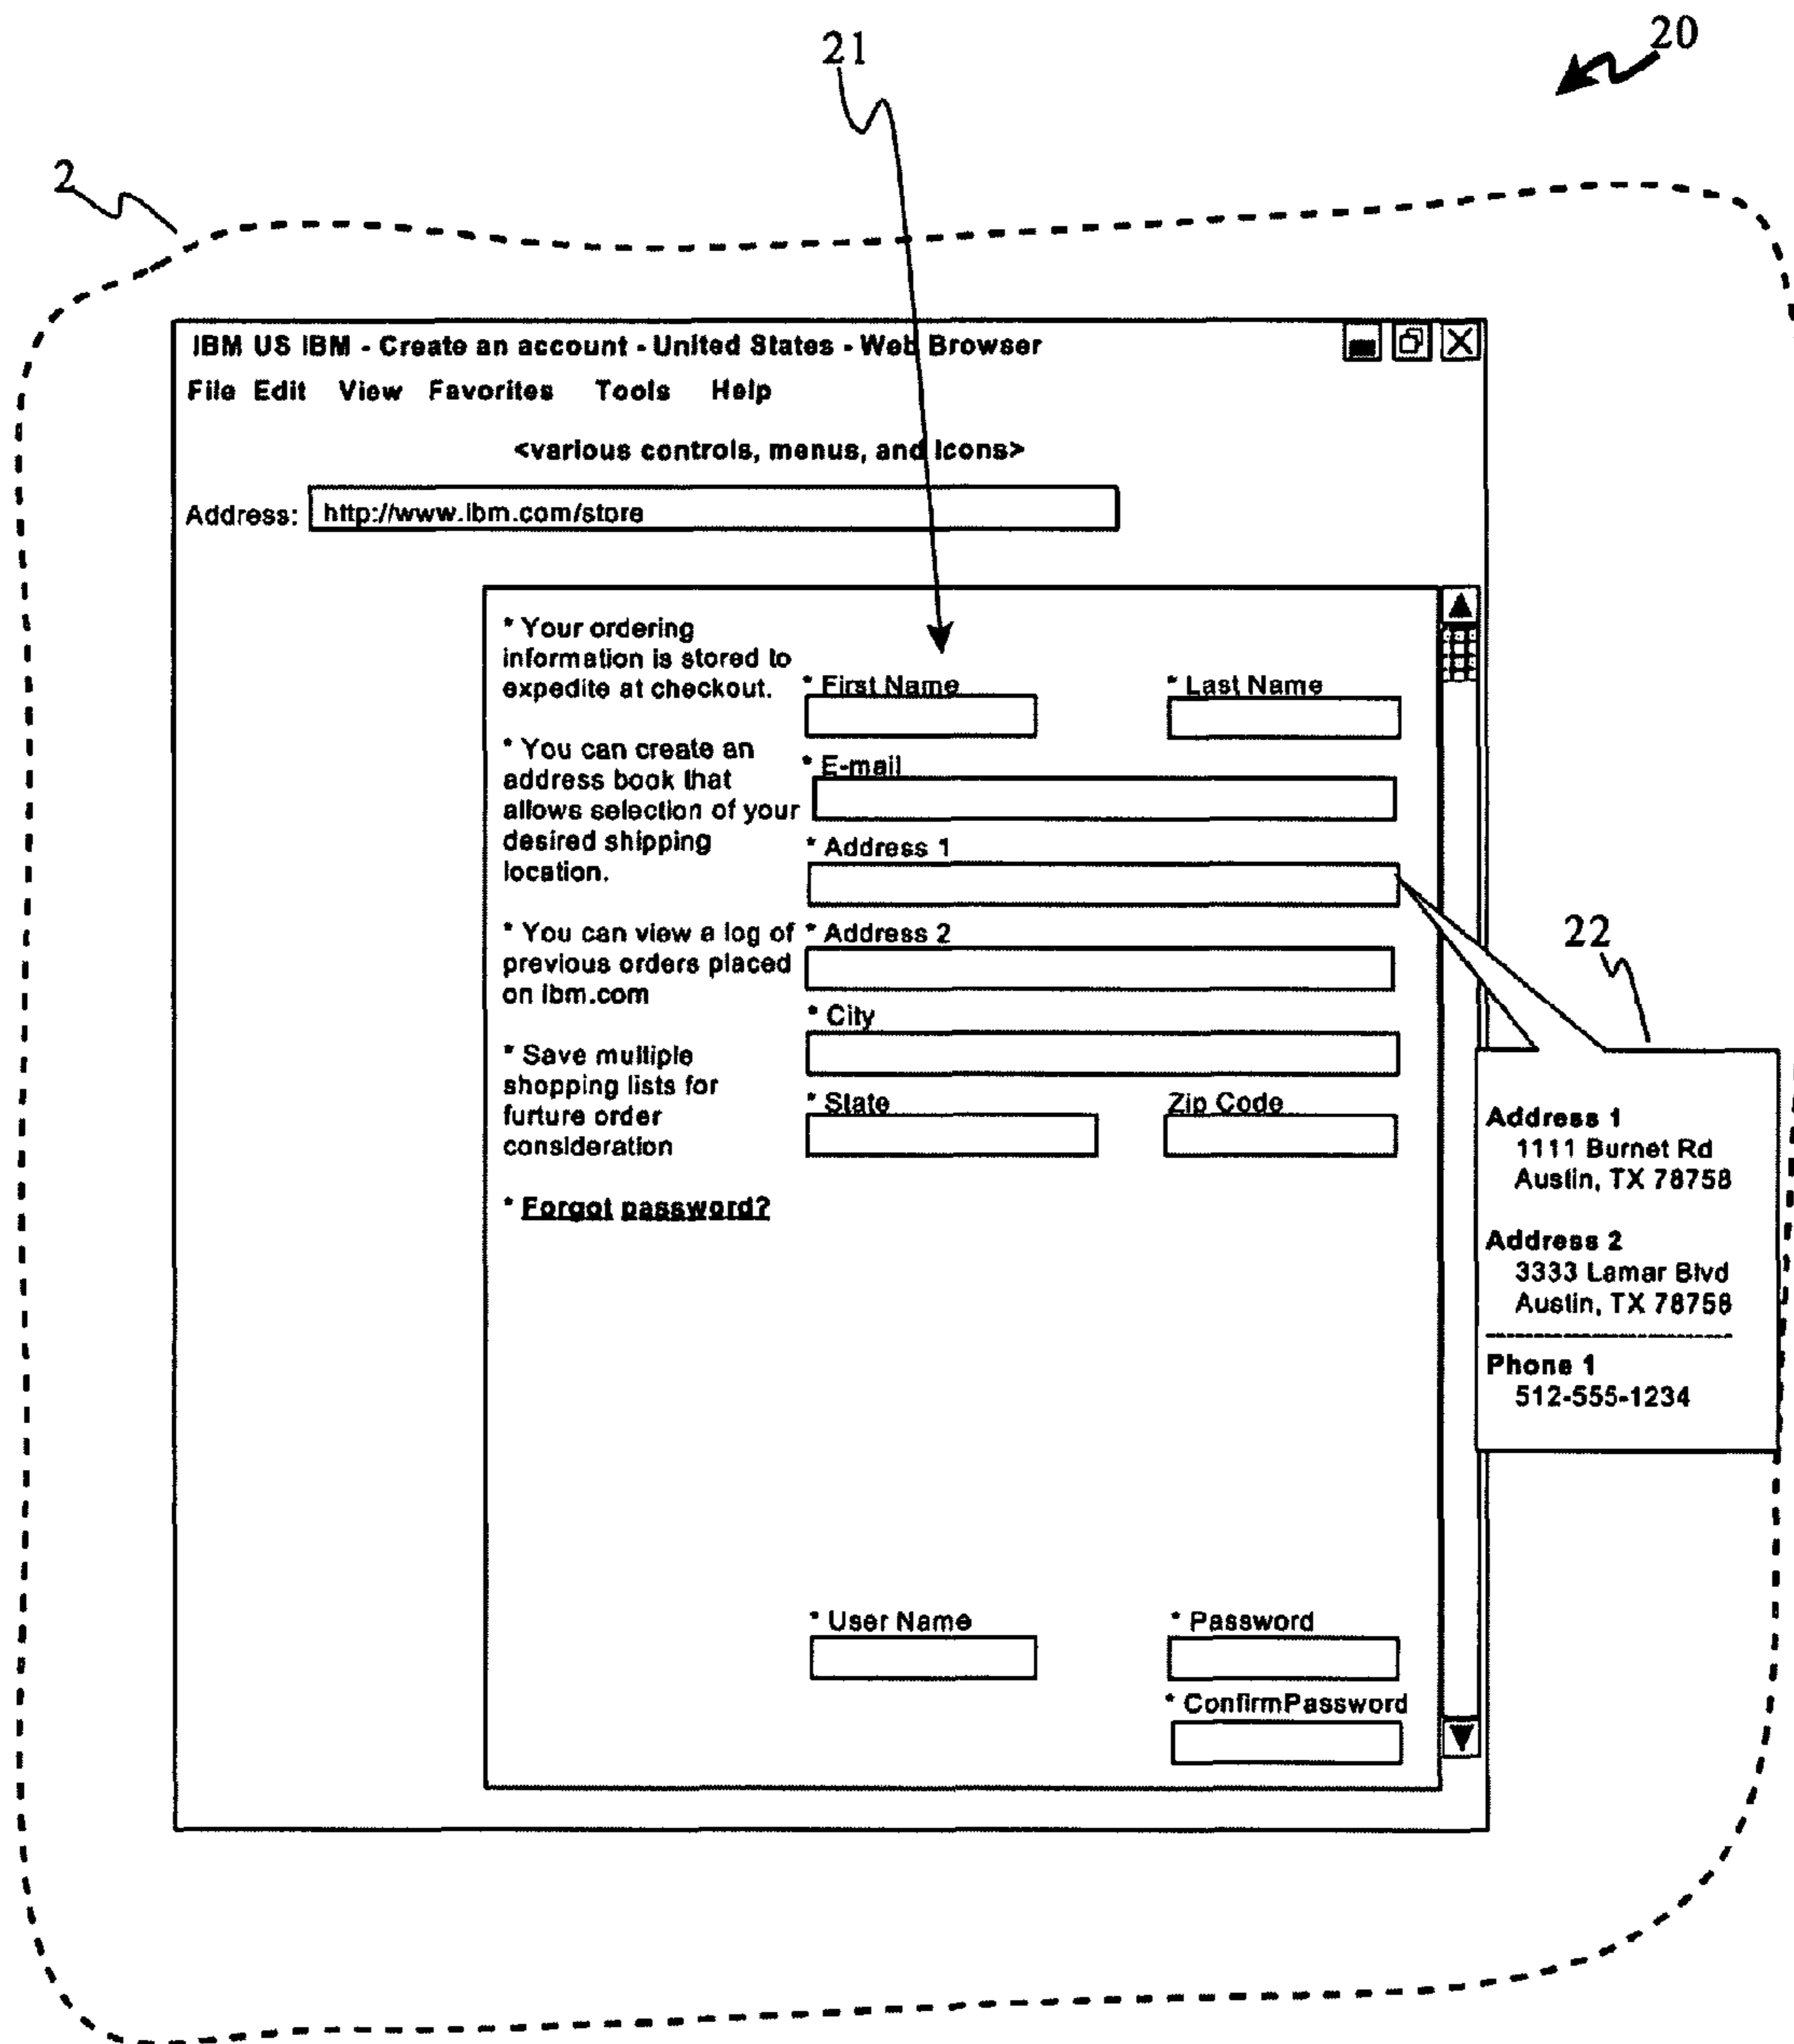 21
20
2
IBM US IBM - Create an account - United States - Web Browser
File Edit View Favorites Tools Help
<various controls, menus, and Icons>
Address: http://www.ibm.com/store
* Your ordering
information is stored to
expedite at checkout.
* You can create an
address book that
allows selection of your
desired shipping
location.
* You can view a log of
previous orders placed
on ibm.com
* Save multiple
shopping lists for
furture order
consideration
* Forgot password?
* First Name * Last Name
* E-mail
* Address 1
* Address 2
* City
* State Zip Code
* User Name * Password
* ConfirmPassword
22
Address 1
1111 Burnet Rd
Austin, TX 78758
Address 2
3333 Lamar Blvd
Austin, TX 78758
Phone 1
512-555-1234